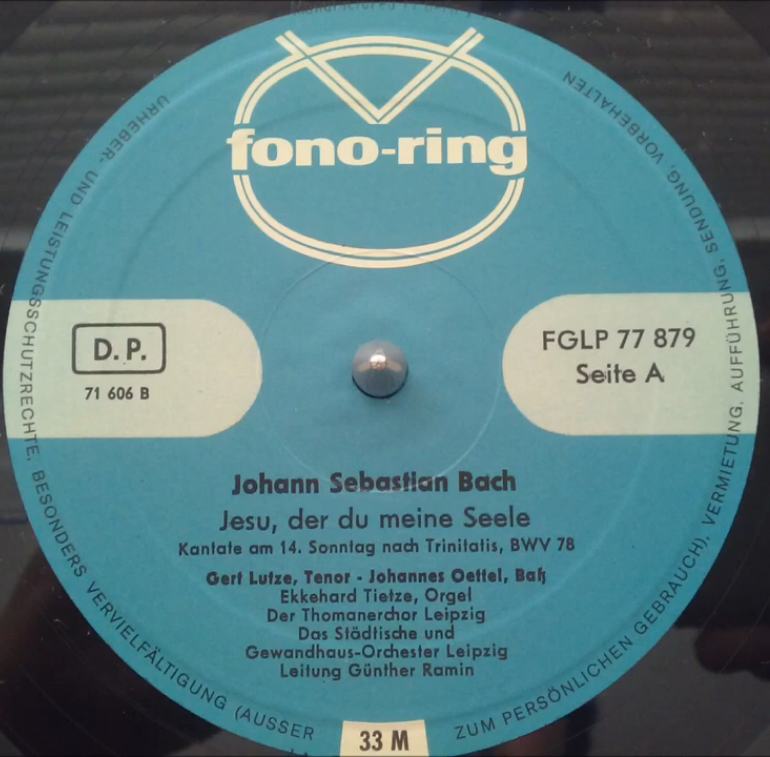 fono-ring
D. P.
71 606 B
FGLP 77 879
Seite A
Johann Sebastian Bach
Jesu, der du meine Seele
Kantate am 14. Sonntag nach Trinitatis, BWV 78
Gert Lutze, Tenor - Johannes Oettel, Baß
Ekkehard Tietze, Orgel
Der Thomanerchor Leipzig
Das Städtische und
Gewandhaus-Orchester Leipzig
Leitung Günther Ramin
33 M
URHEBER- UND LEISTUNGSSCHUTZRECHTE, BESONDERS VERVIELFÄLTIGUNG (AUSSER ZUM PERSÖNLICHEN GEBRAUCH), VERMIETUNG, AUFFÜHRUNG, SENDUNG, VORBEHALTEN